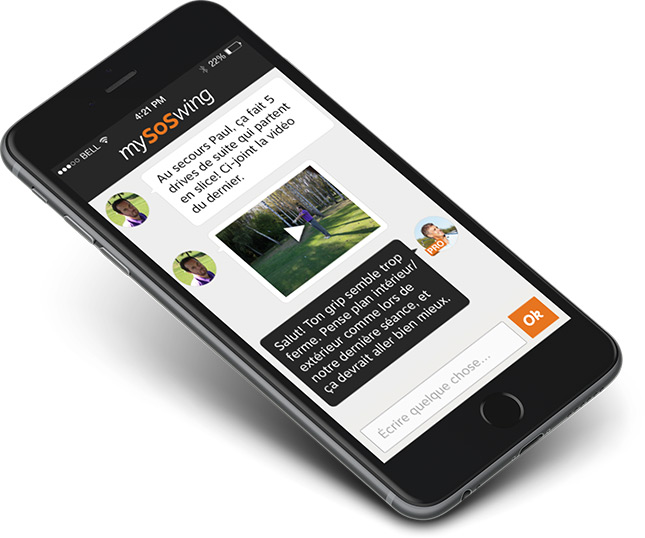 BELL
4:21 PM
22%
mySOSwing
Au secours Paul, ça fait 5
drives de suite qui partent
en slice! Ci-joint la vidéo
du dernier.
PRO
Salut! Ton grip semble trop
ferme. Pense plan intérieur/
extérieur comme lors de
notre dernière séance, et
ça devrait aller bien mieux.
Écrire quelque chose...
Ok